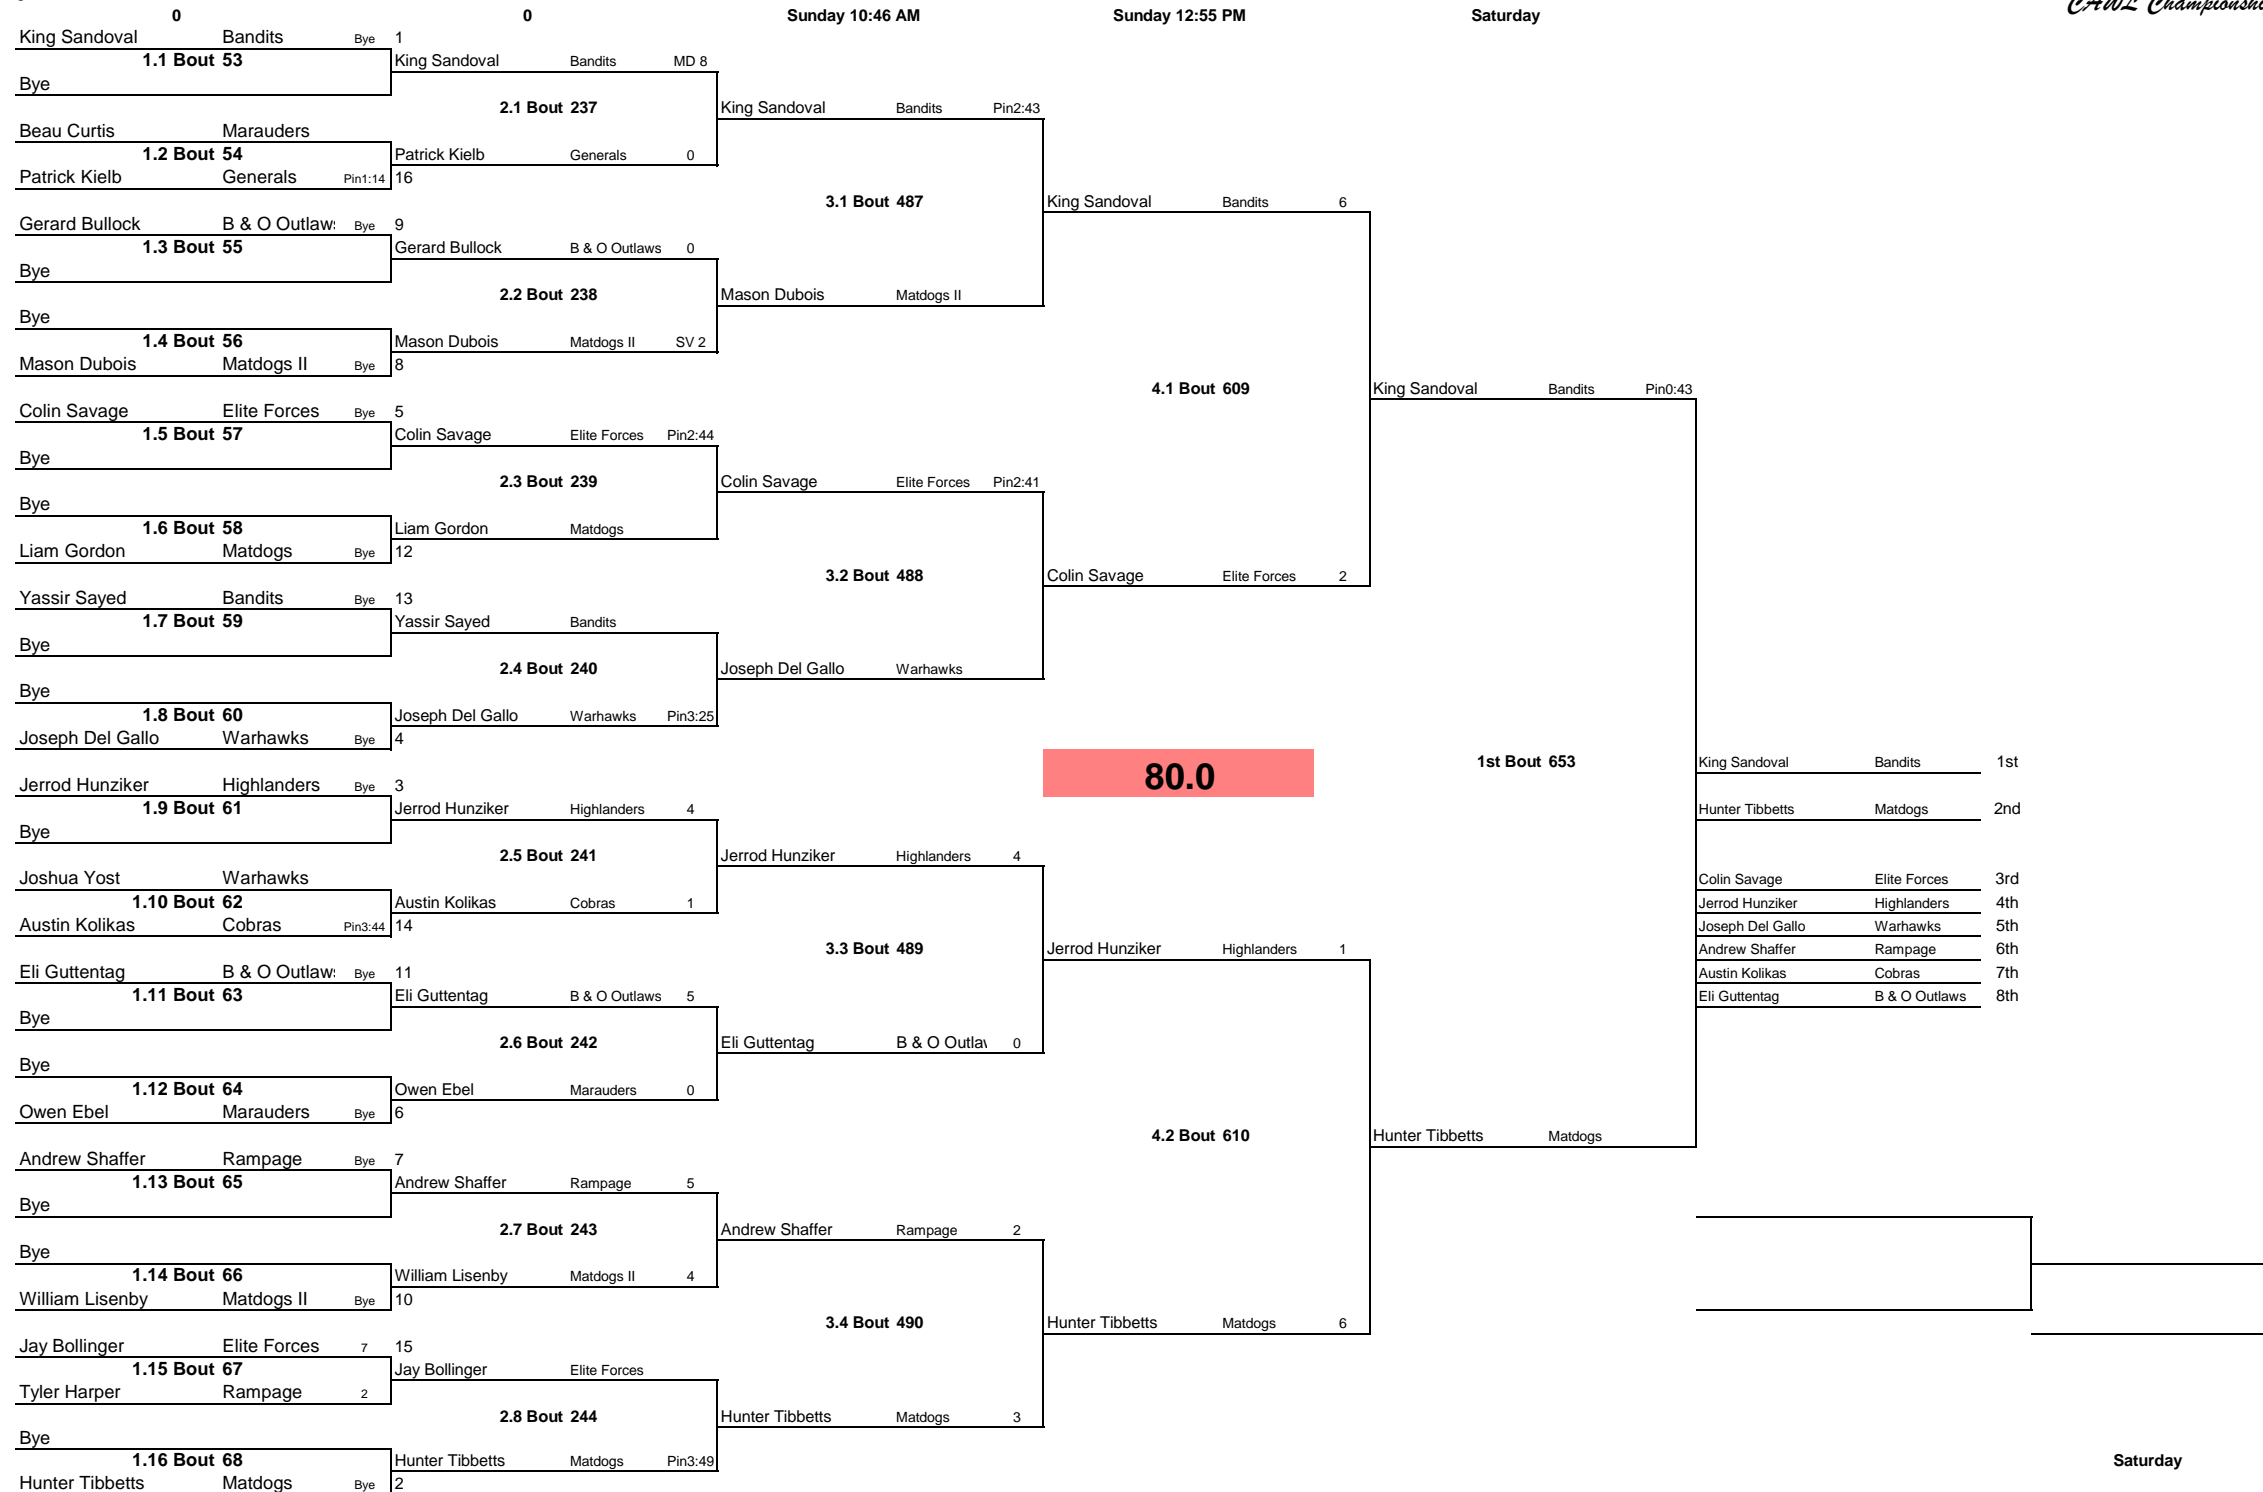 CAWL Championshi
0 0 Sunday 10:46 AM Sunday 12:55 PM Saturday
King Sandoval Bandits Bye 1
1.1 Bout 53 King Sandoval Bandits MD 8
Bye
2.1 Bout 237 King Sandoval Bandits Pin2:43
Beau Curtis Marauders
1.2 Bout 54 Patrick Kielb Generals 0
Patrick Kielb Generals Pin1:14 16
3.1 Bout 487 King Sandoval Bandits 6
Gerard Bullock B & O Outlaws Bye 9
1.3 Bout 55 Gerard Bullock B & O Outlaws 0
Bye
2.2 Bout 238 Mason Dubois Matdogs II
Bye
1.4 Bout 56 Mason Dubois Matdogs II SV 2
Mason Dubois Matdogs II Bye 8
4.1 Bout 609 King Sandoval Bandits Pin0:43
Colin Savage Elite Forces Bye 5
1.5 Bout 57 Colin Savage Elite Forces Pin2:44
Bye
2.3 Bout 239 Colin Savage Elite Forces Pin2:41
Bye
1.6 Bout 58 Liam Gordon Matdogs
Liam Gordon Matdogs Bye 12
3.2 Bout 488 Colin Savage Elite Forces 2
Yassir Sayed Bandits Bye 13
1.7 Bout 59 Yassir Sayed Bandits
Bye
2.4 Bout 240 Joseph Del Gallo Warhawks
Bye
1.8 Bout 60 Joseph Del Gallo Warhawks Pin3:25
Joseph Del Gallo Warhawks Bye 4
80.0 1st Bout 653 King Sandoval Bandits 1st
Jerrod Hunziker Highlanders Bye 3
1.9 Bout 61 Jerrod Hunziker Highlanders 4
Hunter Tibbetts Matdogs 2nd
Bye
2.5 Bout 241 Jerrod Hunziker Highlanders 4
Joshua Yost Warhawks
Colin Savage Elite Forces 3rd
1.10 Bout 62 Austin Kolikas Cobras 1
Jerrod Hunziker Highlanders 4th
Austin Kolikas Cobras Pin3:44 14
Joseph Del Gallo Warhawks 5th
3.3 Bout 489 Jerrod Hunziker Highlanders 1
Andrew Shaffer Rampage 6th
Eli Guttentag B & O Outlaws Bye 11
Austin Kolikas Cobras 7th
1.11 Bout 63 Eli Guttentag B & O Outlaws 5
Eli Guttentag B & O Outlaws 8th
Bye
2.6 Bout 242 Eli Guttentag B & O Outla 0
Bye
1.12 Bout 64 Owen Ebel Marauders 0
Owen Ebel Marauders Bye 6
4.2 Bout 610 Hunter Tibbetts Matdogs
Andrew Shaffer Rampage Bye 7
1.13 Bout 65 Andrew Shaffer Rampage 5
Bye
2.7 Bout 243 Andrew Shaffer Rampage 2
Bye
1.14 Bout 66 William Lisenby Matdogs II 4
William Lisenby Matdogs II Bye 10
3.4 Bout 490 Hunter Tibbetts Matdogs 6
Jay Bollinger Elite Forces 7 15
1.15 Bout 67 Jay Bollinger Elite Forces
Tyler Harper Rampage 2
2.8 Bout 244 Hunter Tibbetts Matdogs 3
Bye
1.16 Bout 68 Hunter Tibbetts Matdogs Pin3:49
Saturday
Hunter Tibbetts Matdogs Bye 2